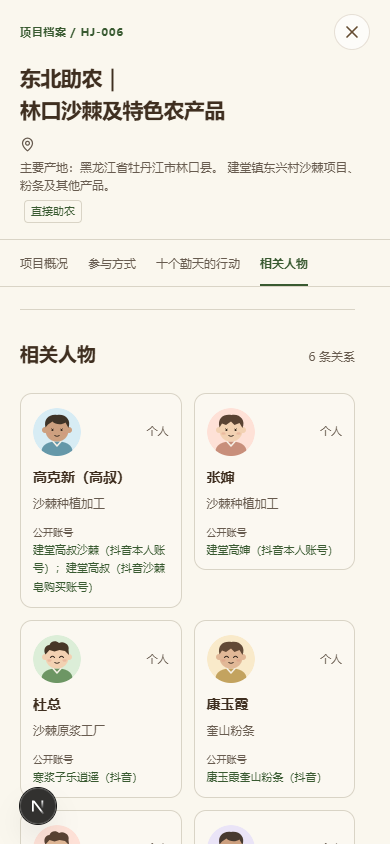 项目档案 / HJ-006
东北助农｜
林口沙棘及特色农产品
主要产地：黑龙江省牡丹江市林口县。 建堂镇东兴村沙棘项目、
粉条及其他产品。
直接助农
项目概况 参与方式 十个勤天的行动 相关人物
相关人物
6 条关系
个人
高克新（高叔）
沙棘种植加工
公开账号
建堂高叔沙棘（抖音本人账
号）；建堂高叔（抖音沙棘
皂购买账号）
个人
张婶
沙棘种植加工
公开账号
建堂高婶（抖音本人账号）
个人
杜总
沙棘原浆工厂
公开账号
寒浆子乐逍遥（抖音）
个人
康玉霞
奎山粉条
公开账号
康玉霞奎山粉条（抖音）
N
个人
个人